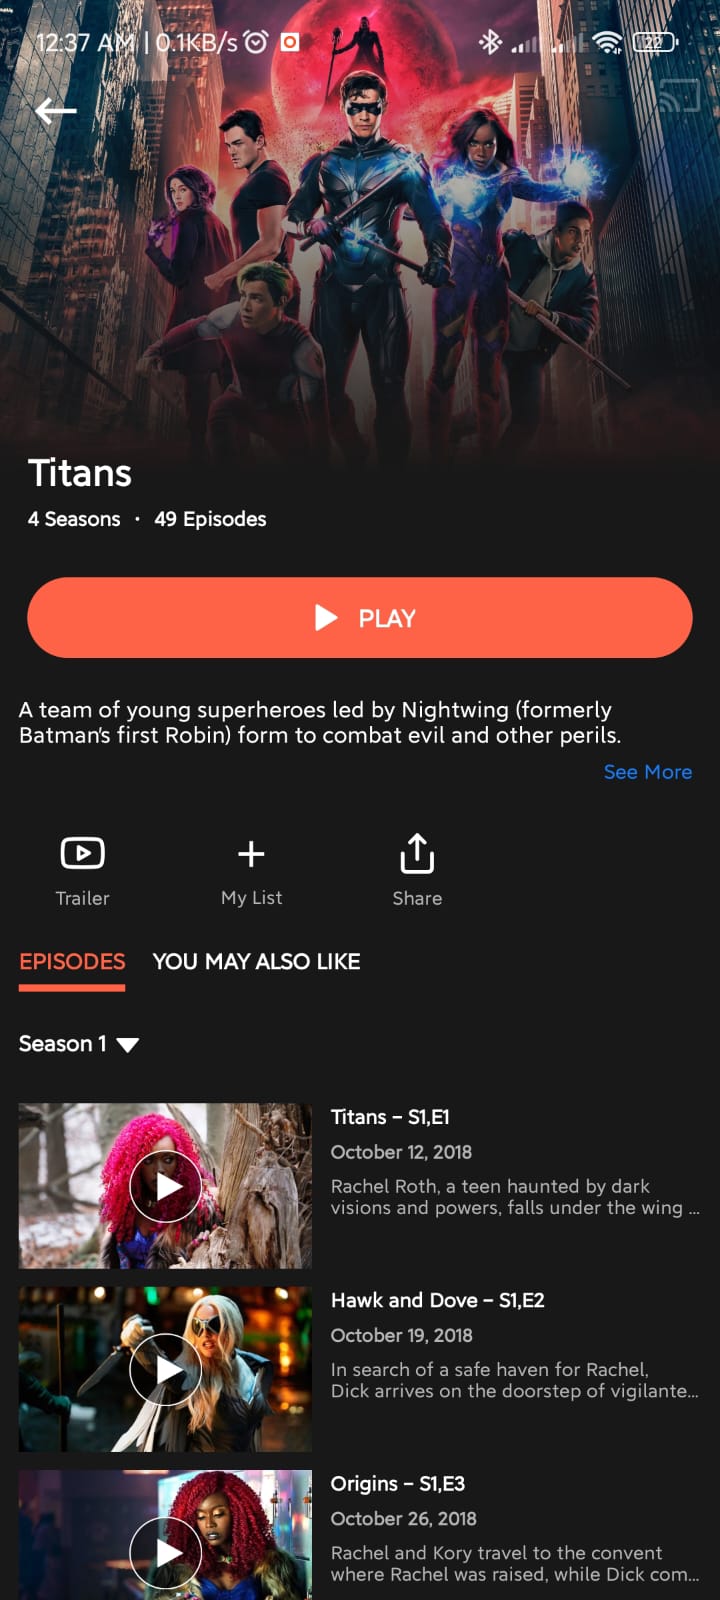 12:37 AM | 0.1KB/s
22
Titans
4 Seasons · 49 Episodes
PLAY
A team of young superheroes led by Nightwing (formerly
Batman's first Robin) form to combat evil and other perils.
See More
Trailer
My List
Share
EPISODES
YOU MAY ALSO LIKE
Season 1
Titans – S1,E1
October 12, 2018
Rachel Roth, a teen haunted by dark
visions and powers, falls under the wing ...
Hawk and Dove – S1,E2
October 19, 2018
In search of a safe haven for Rachel,
Dick arrives on the doorstep of vigilante...
Origins – S1,E3
October 26, 2018
Rachel and Kory travel to the convent
where Rachel was raised, while Dick com...